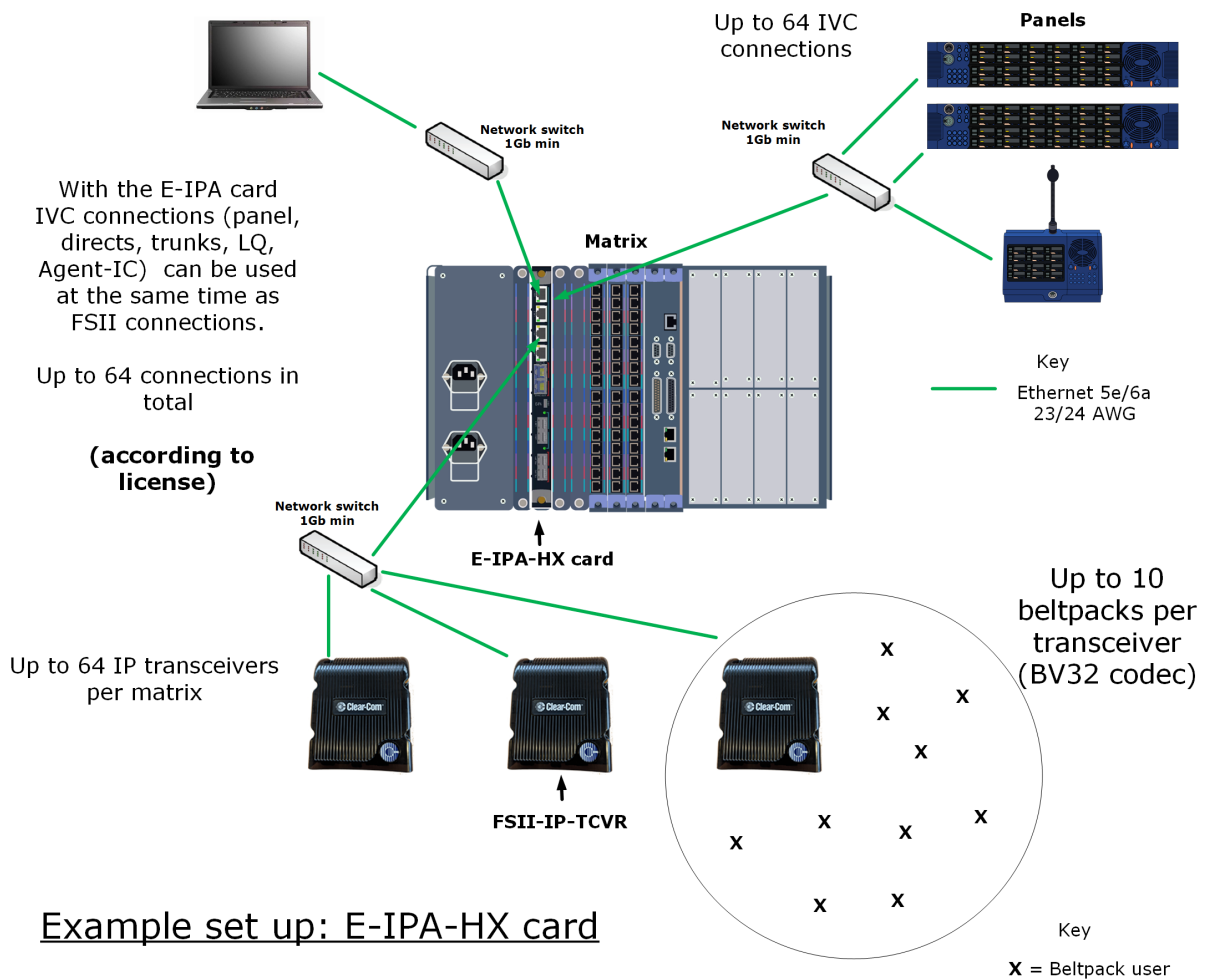 Up to 64 IVC
connections
Panels
Network switch
1Gb min
Network switch
1Gb min
With the E-IPA card
IVC connections (panel,
directs, trunks, LQ,
Agent-IC)  can be used
at the same time as
FSII connections.
Up to 64 connections in
total
(according to
license)
Matrix
Key
Ethernet 5e/6a
23/24 AWG
Network switch
1Gb min
E-IPA-HX card
Up to 10
beltpacks per
transceiver
(BV32 codec)
Up to 64 IP transceivers
per matrix
Clear-Com
Clear-Com
Clear-Com
X
X
X
X
X
X
X
X
X
X
FSII-IP-TCVR
Example set up: E-IPA-HX card
Key
X = Beltpack user